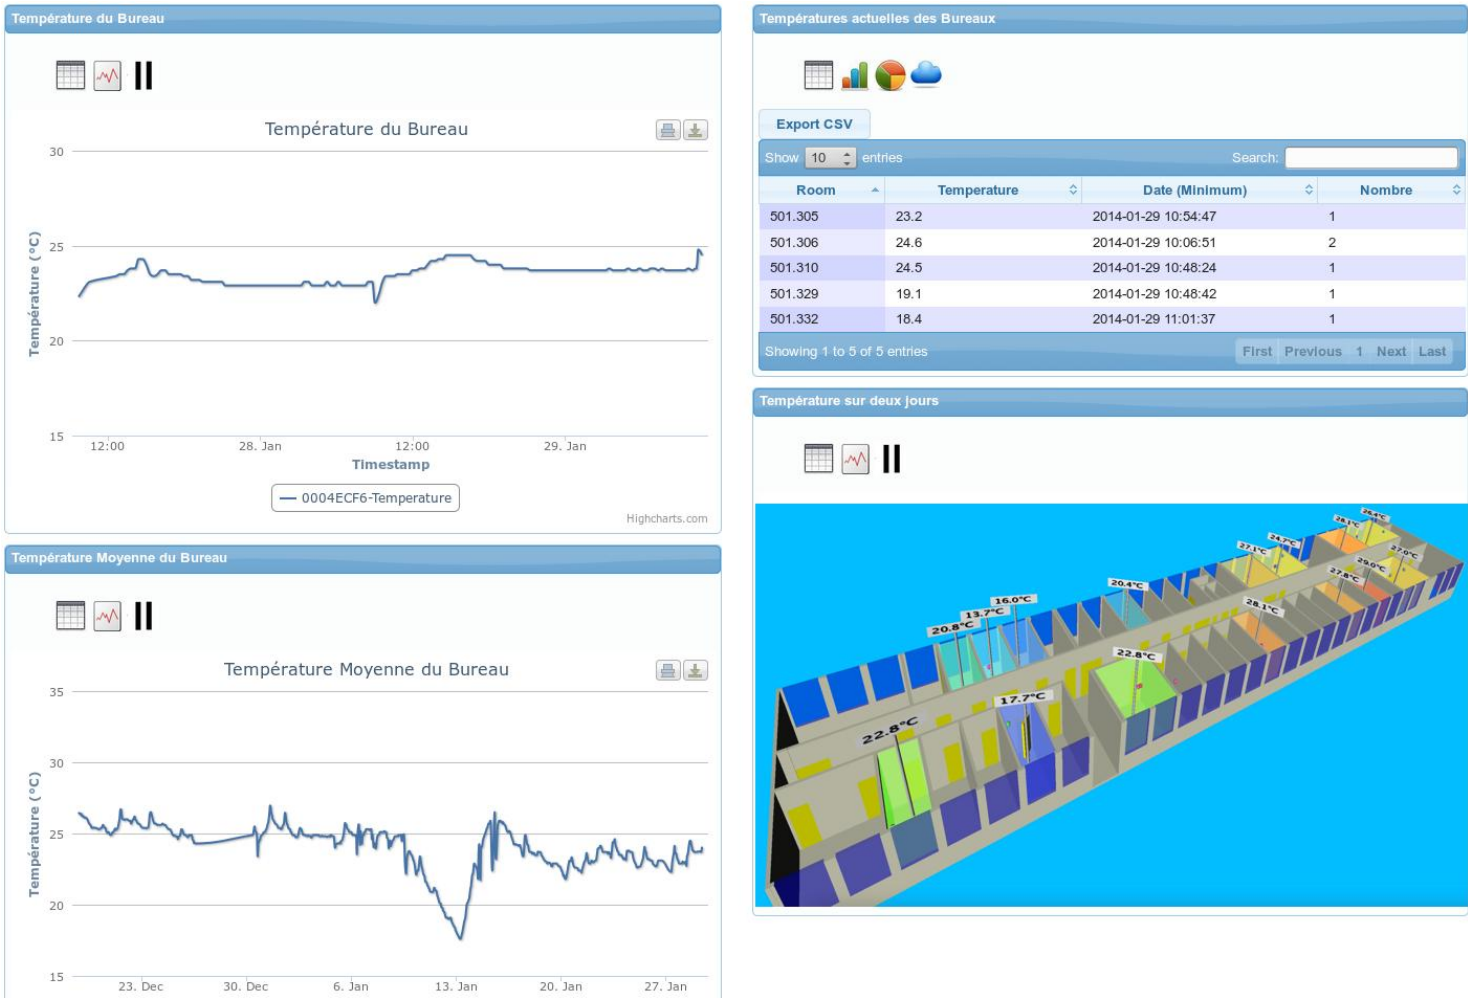 Température du Bureau
Température du Bureau
30
25
20
15
Température (°C)
12:00 28. Jan 12:00 29. Jan
Timestamp
0004ECF6-Temperature
Highcharts.com
Température Moyenne du Bureau
Température Moyenne du Bureau
35
30
25
20
15
Température (°C)
23. Dec 30. Dec 6. Jan 13. Jan 20. Jan 27. Jan
Températures actuelles des Bureaux
Export CSV
Show 10 entries Search:
Room Temperature Date (Minimum) Nombre
501.305 23.2 2014-01-29 10:54:47 1
501.306 24.6 2014-01-29 10:06:51 2
501.310 24.5 2014-01-29 10:48:24 1
501.329 19.1 2014-01-29 10:48:42 1
501.332 18.4 2014-01-29 11:01:37 1
Showing 1 to 5 of 5 entries First Previous 1 Next Last
Température sur deux jours
26.4°C
28.1°C
24.7°C
27.1°C
27.0°C
29.0°C
27.8°C
20.4°C
16.0°C
13.7°C
20.8°C
28.1°C
22.8°C
17.7°C
22.8°C